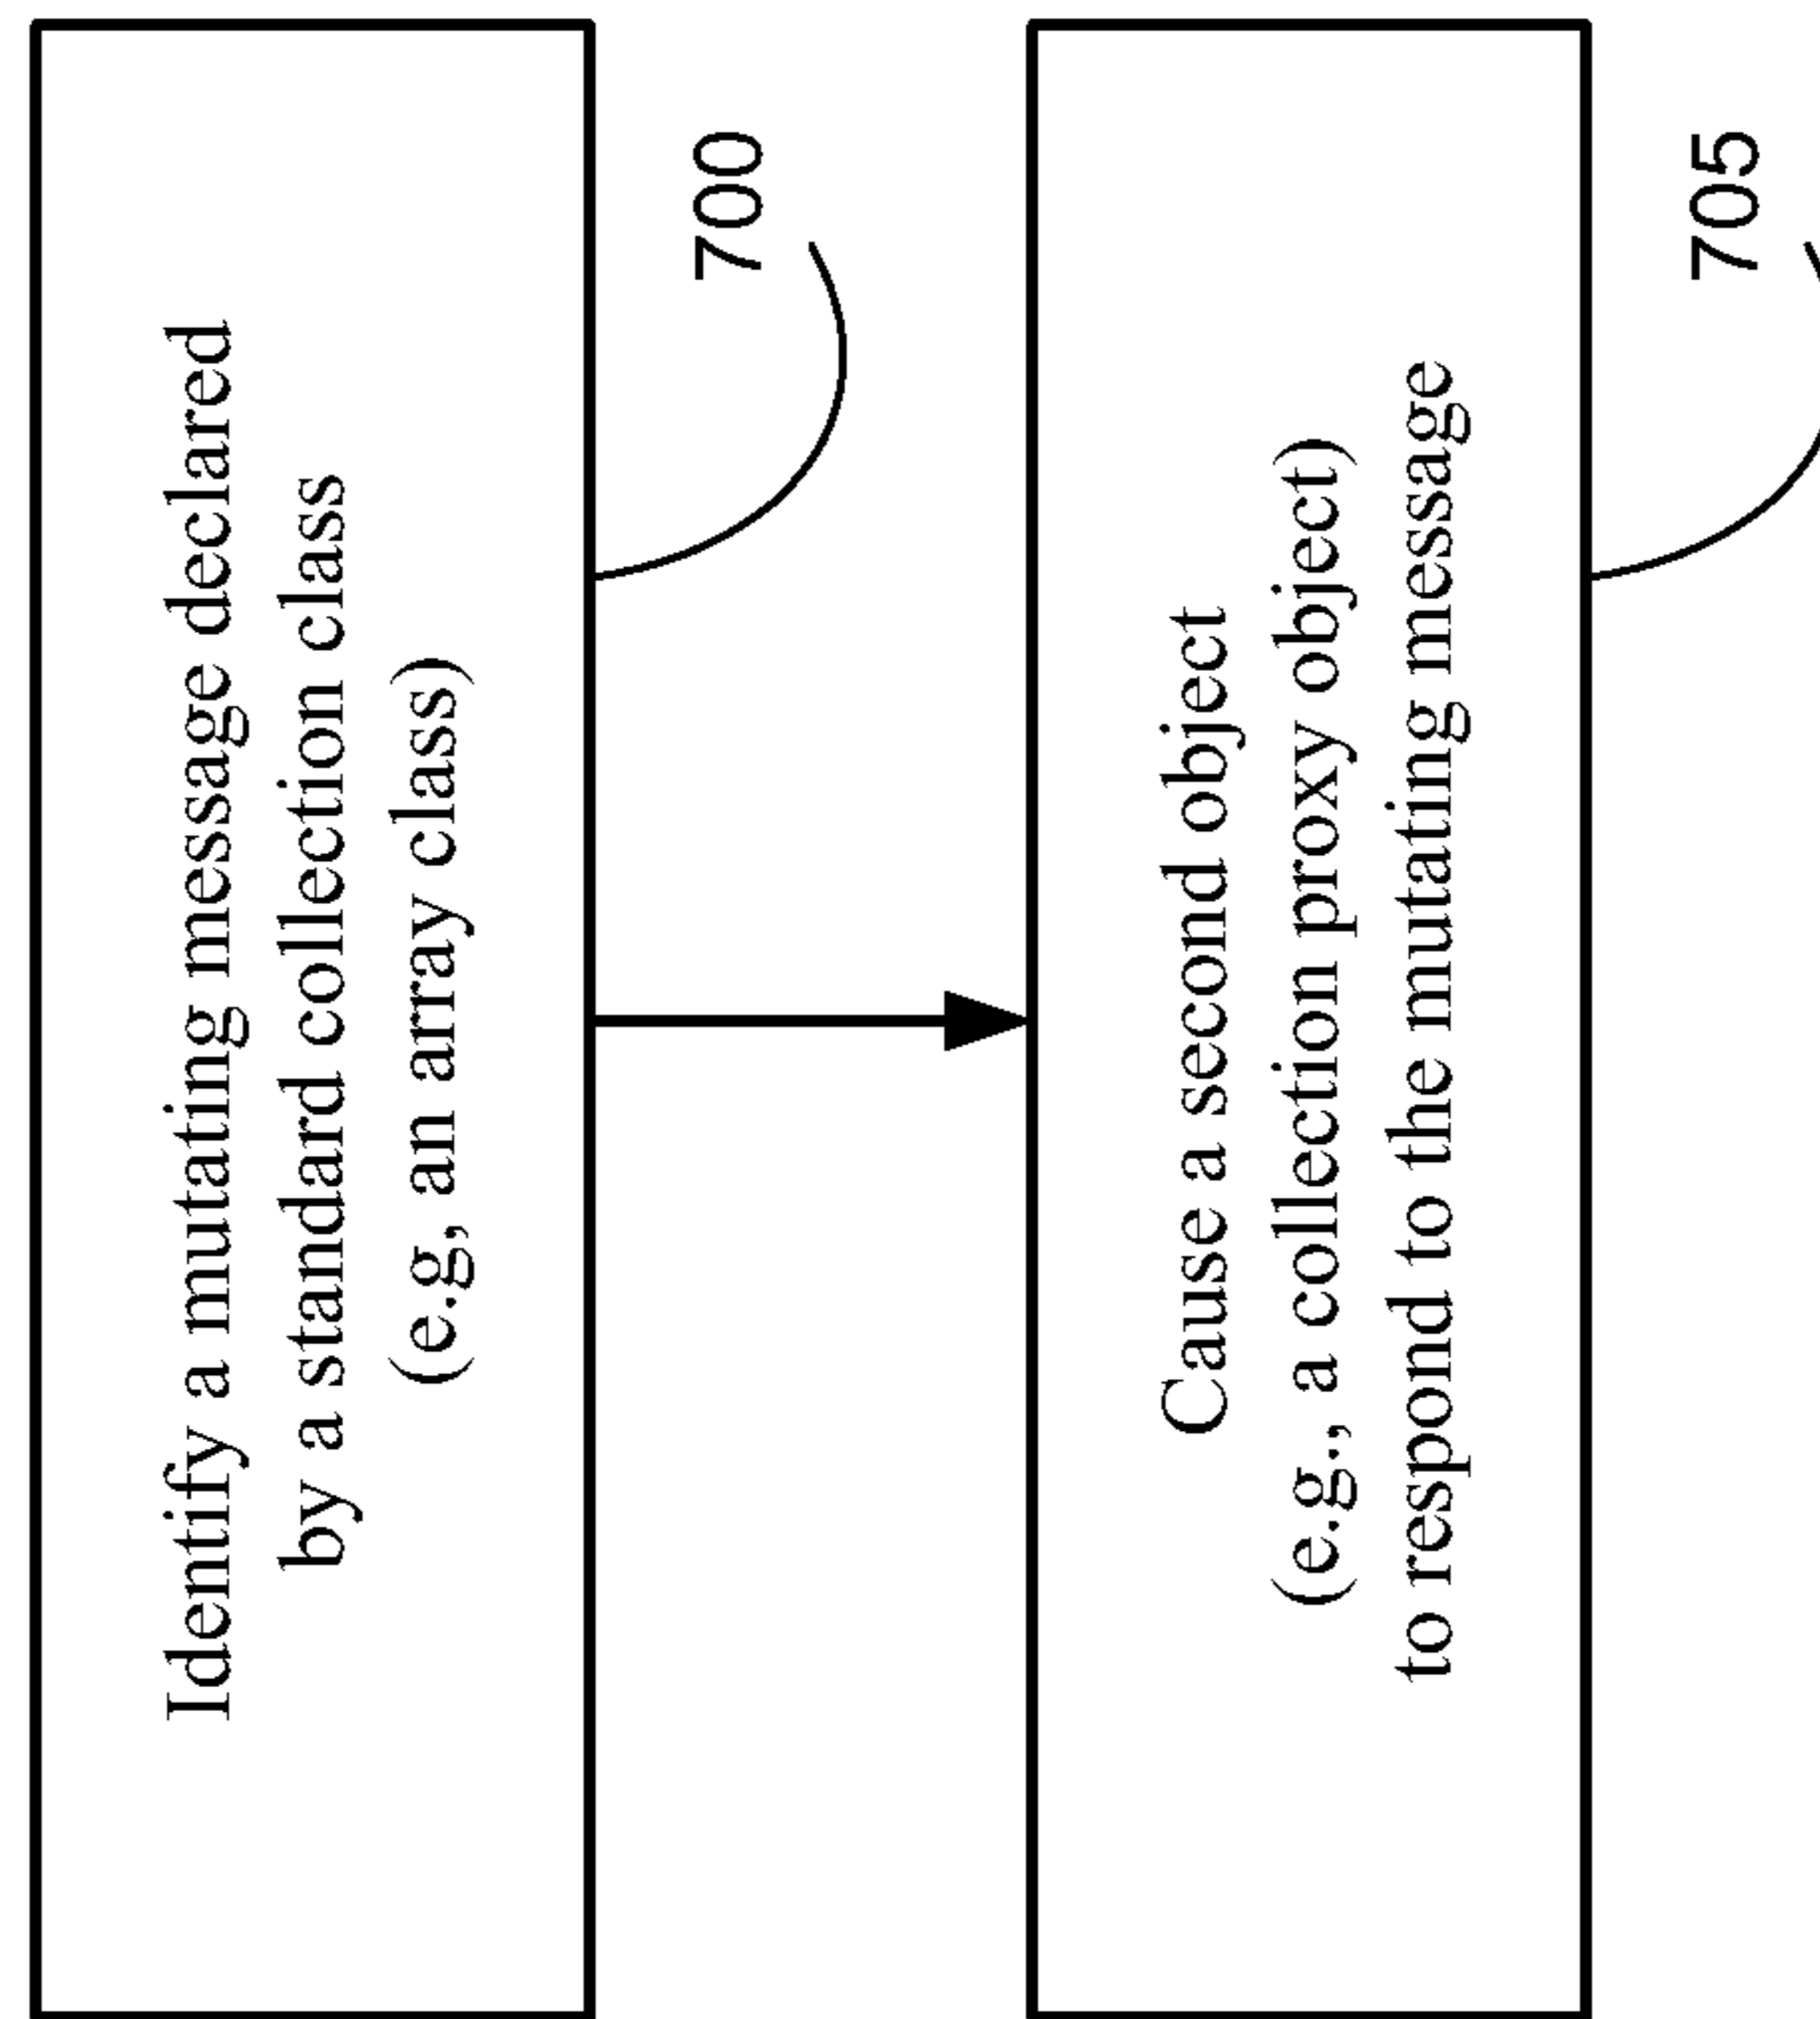 Identify a mutating message declared
by a standard collection class
(e.g, an array class)
700
Cause a second object
(e.g., a collection proxy object)
to respond to the mutating message
705